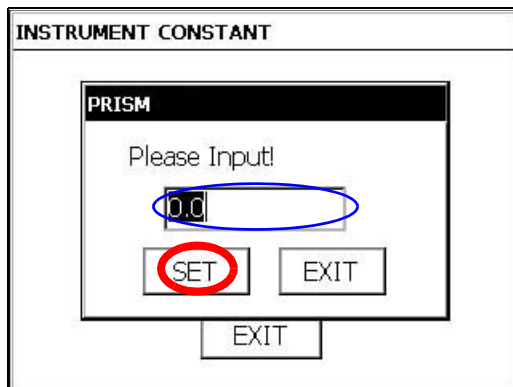 INSTRUMENT CONSTANT
PRISM
Please Input!
0.0
SET EXIT
EXIT